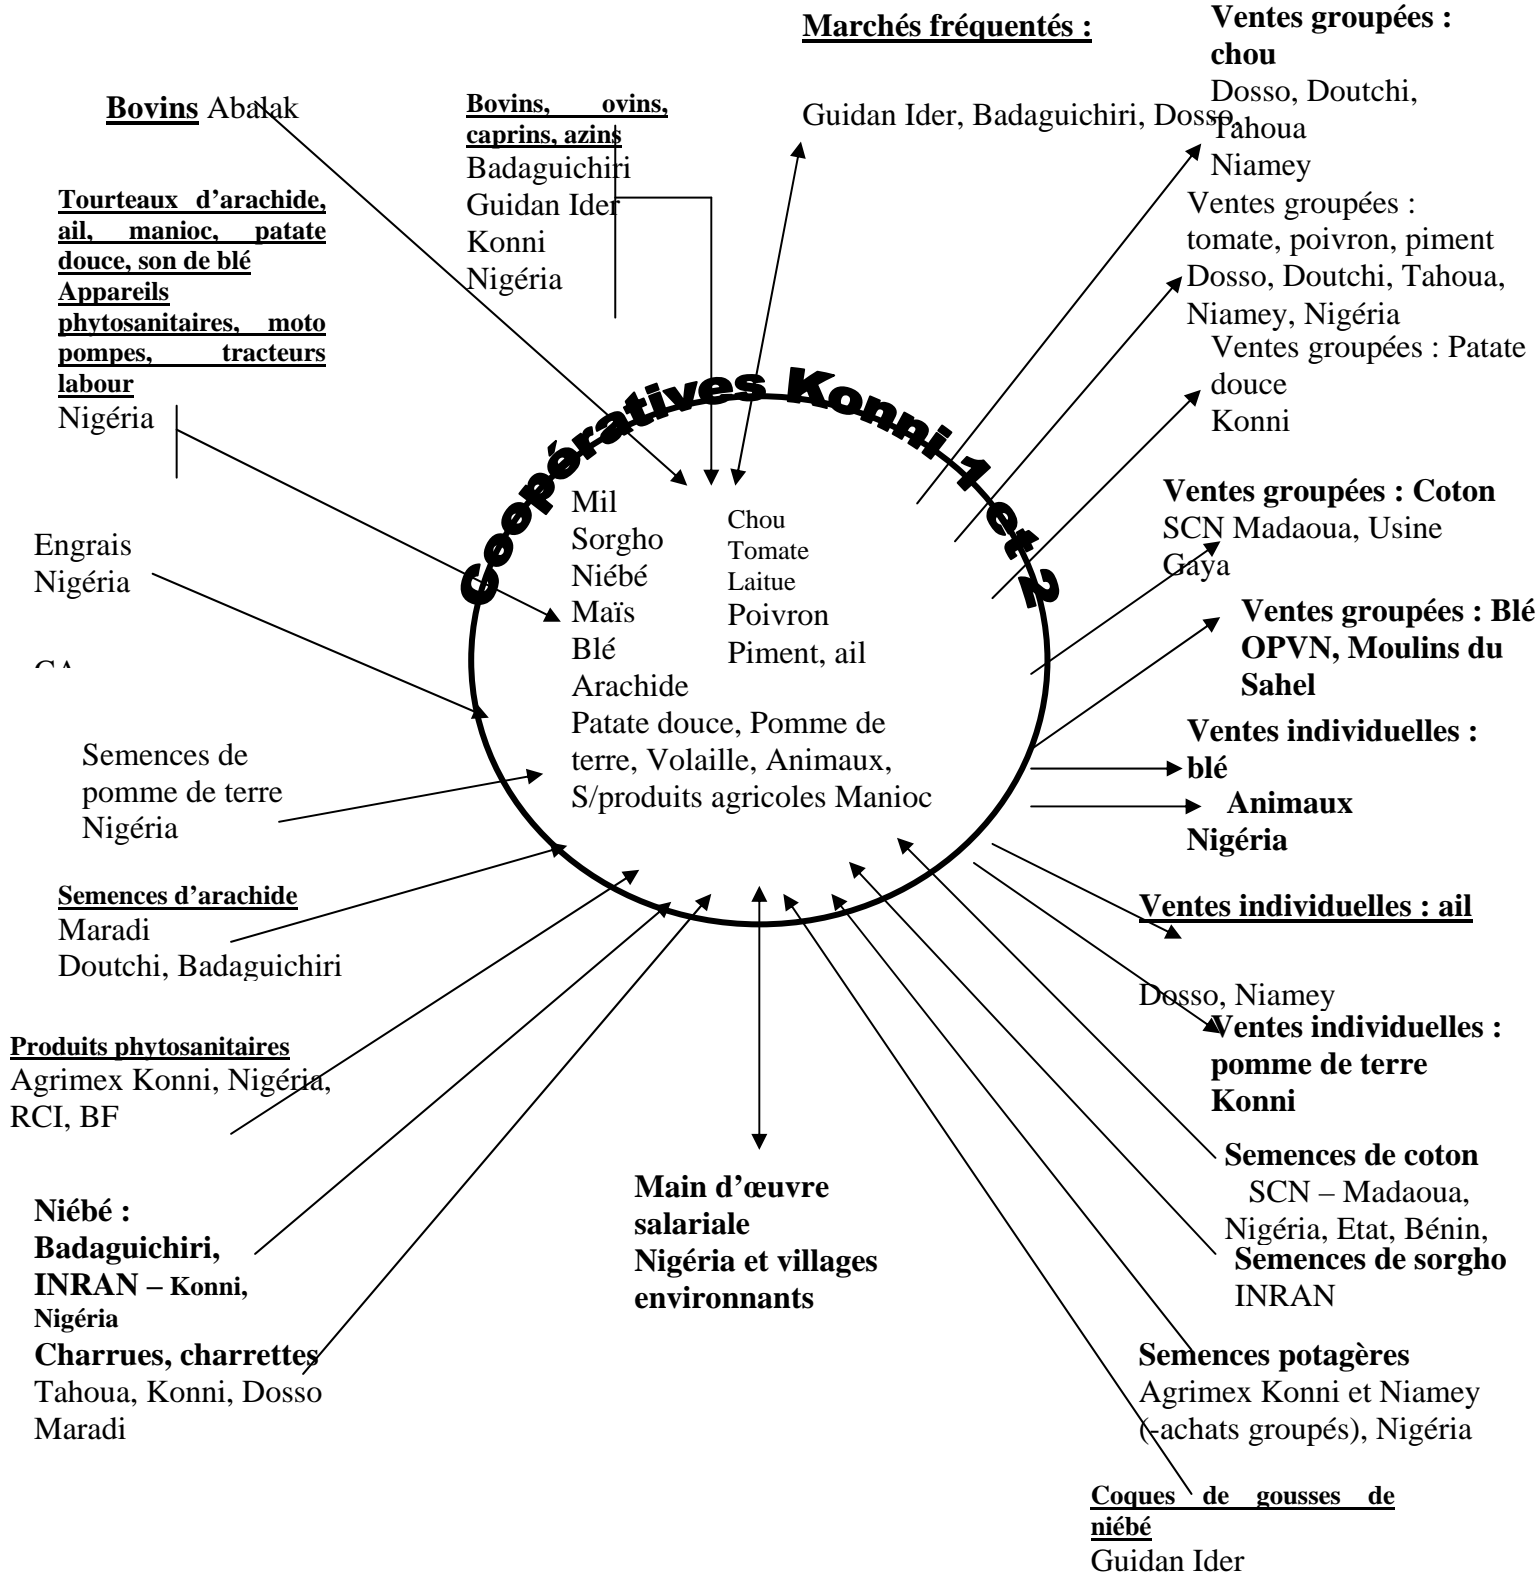 Marchés fréquentés :
Guidan Ider, Badaguichiri, Dosso,
Ventes groupées :
chou
Dosso, Doutchi,
Tahoua
Niamey
Bovins Abalak
Bovins, ovins,
caprins, azins
Badaguichiri
Guidan Ider
Konni
Nigéria
Tourteaux d’arachide,
ail, manioc, patate
douce, son de blé
Appareils
phytosanitaires, moto
pompes, tracteurs
labour
Nigéria
Ventes groupées :
tomate, poivron, piment
Dosso, Doutchi, Tahoua,
Niamey, Nigéria
Ventes groupées : Patate
douce
Konni
Coopératives Konni 1 et 2
Mil
Sorgho
Niébé
Maïs
Blé
Arachide
Patate douce, Pomme de
terre, Volaille, Animaux,
S/produits agricoles Manioc
Chou
Tomate
Laitue
Poivron
Piment, ail
Engrais
Nigéria
Semences de
pomme de terre
Nigéria
Semences d’arachide
Maradi
Doutchi, Badaguichiri
Produits phytosanitaires
Agrimex Konni, Nigéria,
RCI, BF
Niébé :
Badaguichiri,
INRAN – Konni,
Nigéria
Charrues, charrettes
Tahoua, Konni, Dosso
Maradi
Main d’œuvre
salariale
Nigéria et villages
environnants
Ventes groupées : Coton
SCN Madaoua, Usine
Gaya
Ventes groupées : Blé
OPVN, Moulins du
Sahel
Ventes individuelles :
blé
Animaux
Nigéria
Ventes individuelles : ail
Dosso, Niamey
Ventes individuelles :
pomme de terre
Konni
Semences de coton
SCN – Madaoua,
Nigéria, Etat, Bénin,
Semences de sorgho
INRAN
Semences potagères
Agrimex Konni et Niamey
(-achats groupés), Nigéria
Coques de gousses de
niébé
Guidan Ider